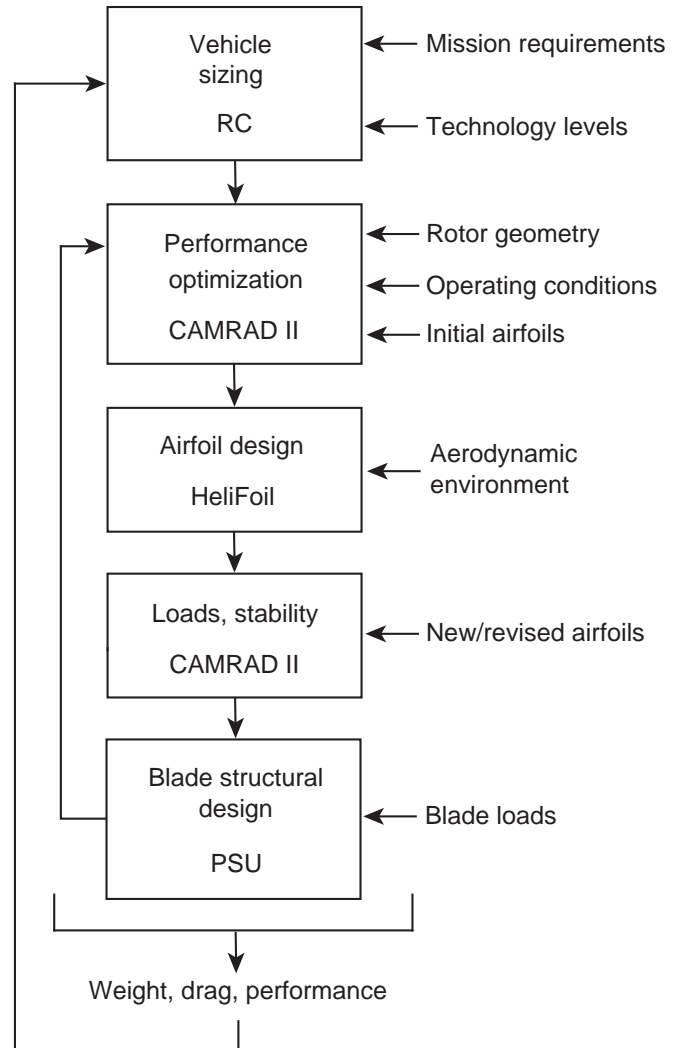 Vehicle
sizing
RC
Mission requirements
Technology levels
Performance
optimization
CAMRAD II
Rotor geometry
Operating conditions
Initial airfoils
Airfoil design
HeliFoil
Aerodynamic
environment
Loads, stability
CAMRAD II
New/revised airfoils
Blade structural
design
PSU
Blade loads
Weight, drag, performance